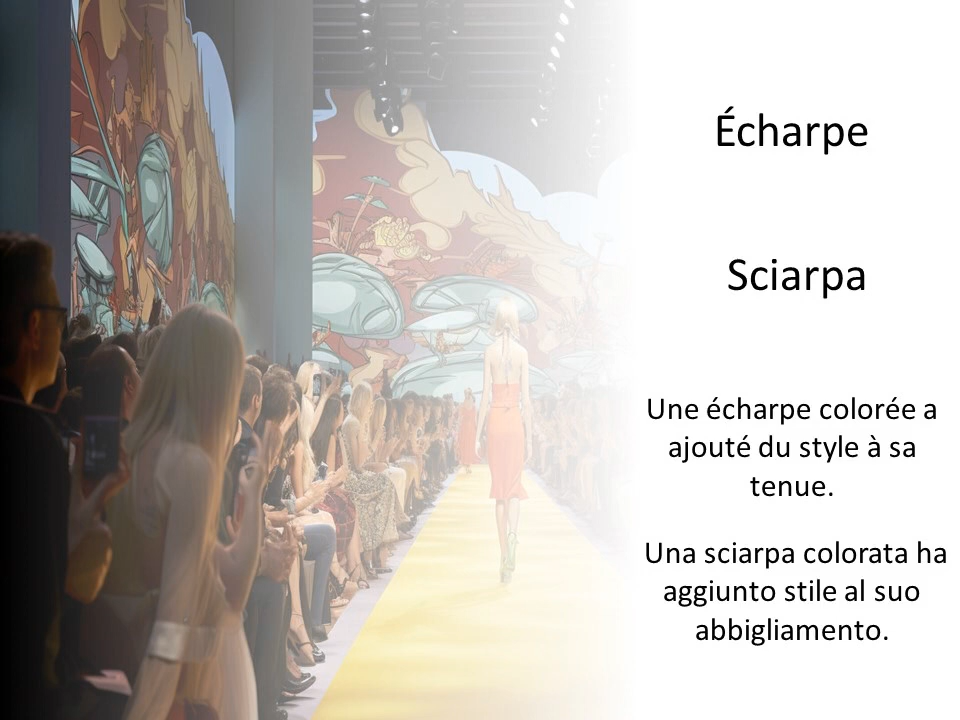 Écharpe
Sciarpa
Une écharpe colorée a
ajouté du style à sa
tenue.
Una sciarpa colorata ha
aggiunto stile al suo
abbigliamento.